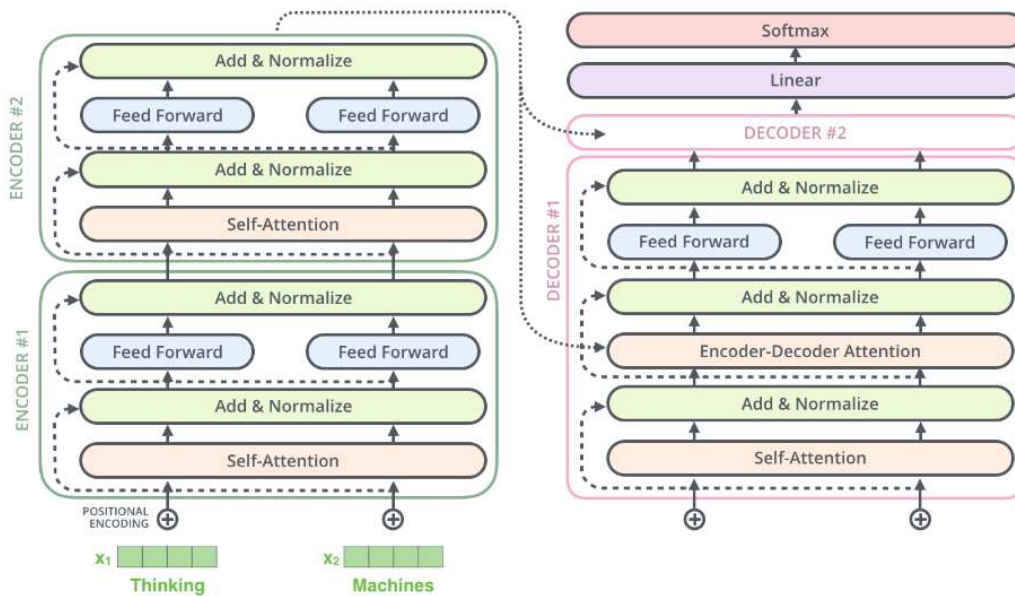 ENCODER #2
Add & Normalize
Feed Forward
Feed Forward
Add & Normalize
Self-Attention
ENCODER #1
Add & Normalize
Feed Forward
Feed Forward
Add & Normalize
Self-Attention
POSITIONAL
ENCODING
x1
x2
Thinking
Machines
Softmax
Linear
DECODER #2
DECODER #1
Add & Normalize
Feed Forward
Feed Forward
Add & Normalize
Encoder-Decoder Attention
Add & Normalize
Self-Attention